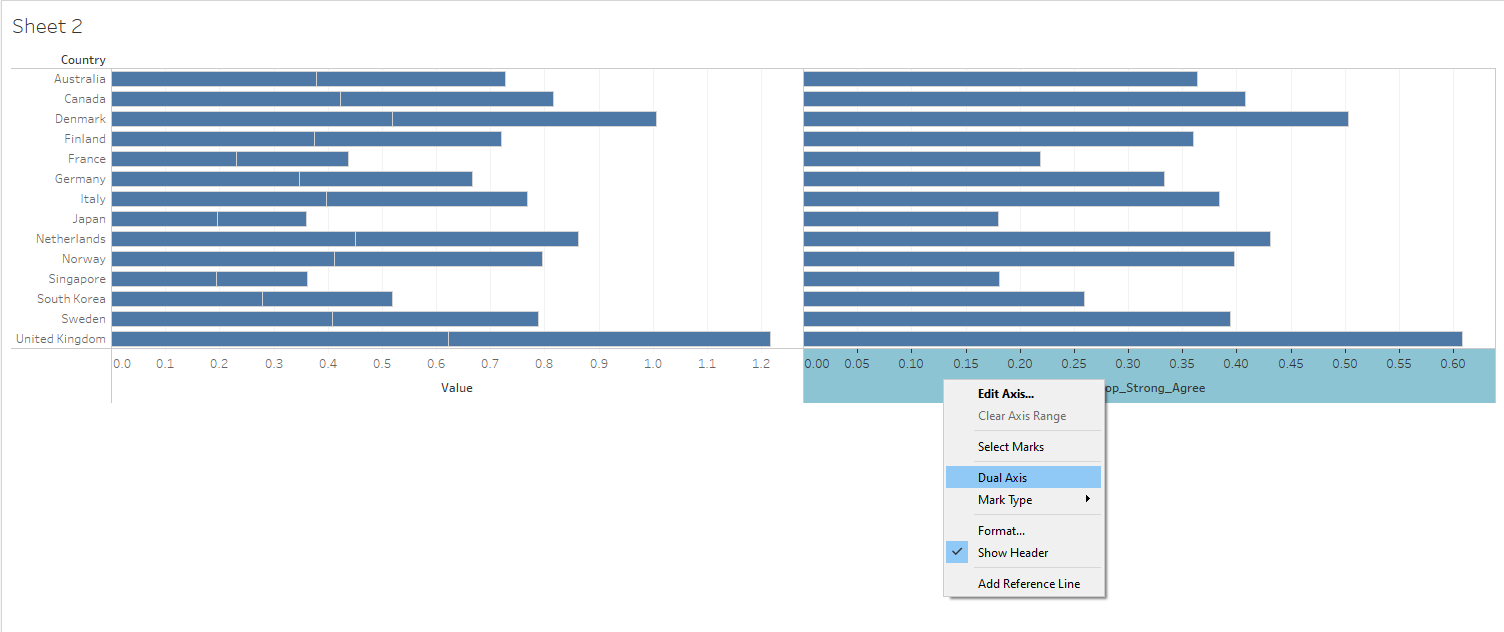 Sheet 2
Country
Australia
Canada
Denmark
Finland
France
Germany
Italy
Japan
Netherlands
Norway
Singapore
South Korea
Sweden
United Kingdom
0.0 0.1 0.2 0.3 0.4 0.5 0.6 0.7 0.8 0.9 1.0 1.1 1.2 0.00 0.05 0.10 0.15 0.20 0.25 0.30 0.35 0.40 0.45 0.50 0.55 0.60
Value op_Strong_Agree
Edit Axis...
Clear Axis Range
Select Marks
Dual Axis
Mark Type
Format...
Show Header
Add Reference Line